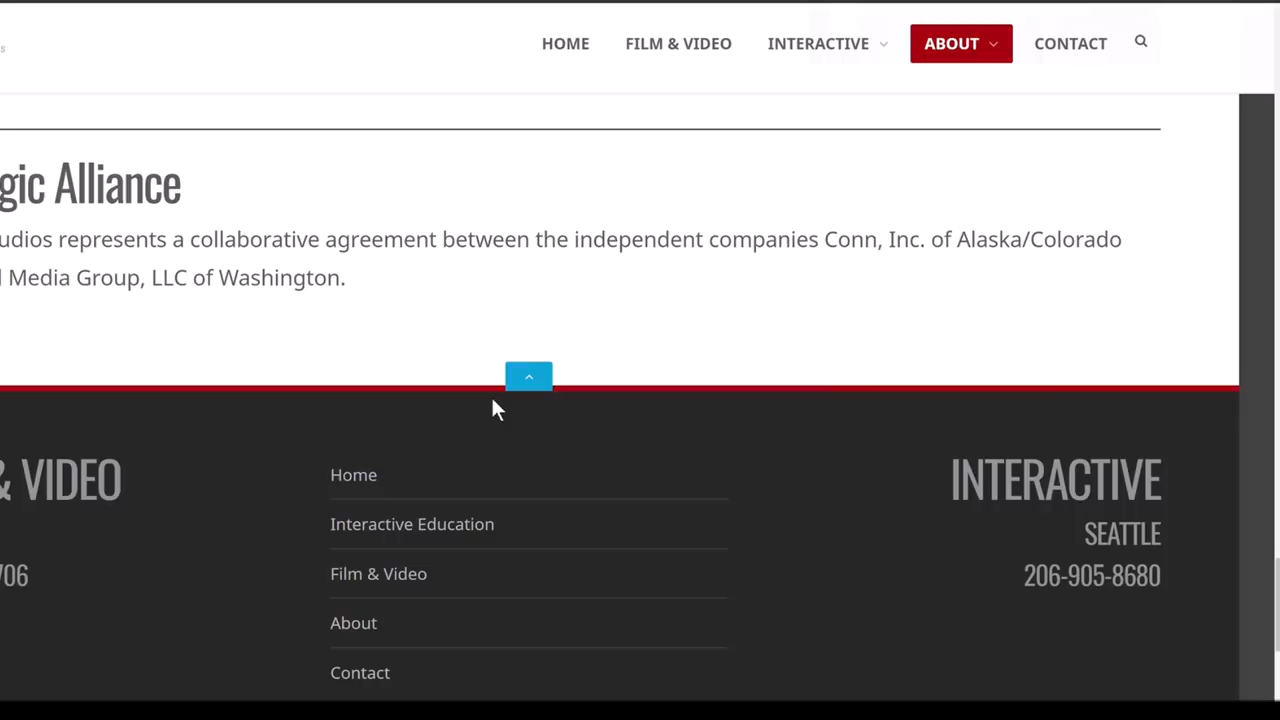 s
HOME FILM & VIDEO INTERACTIVE ABOUT CONTACT
gic Alliance
udios represents a collaborative agreement between the independent companies Conn, Inc. of Alaska/Colorado
Media Group, LLC of Washington.
& VIDEO
706
Home
Interactive Education
Film & Video
About
Contact
INTERACTIVE
SEATTLE
206-905-8680